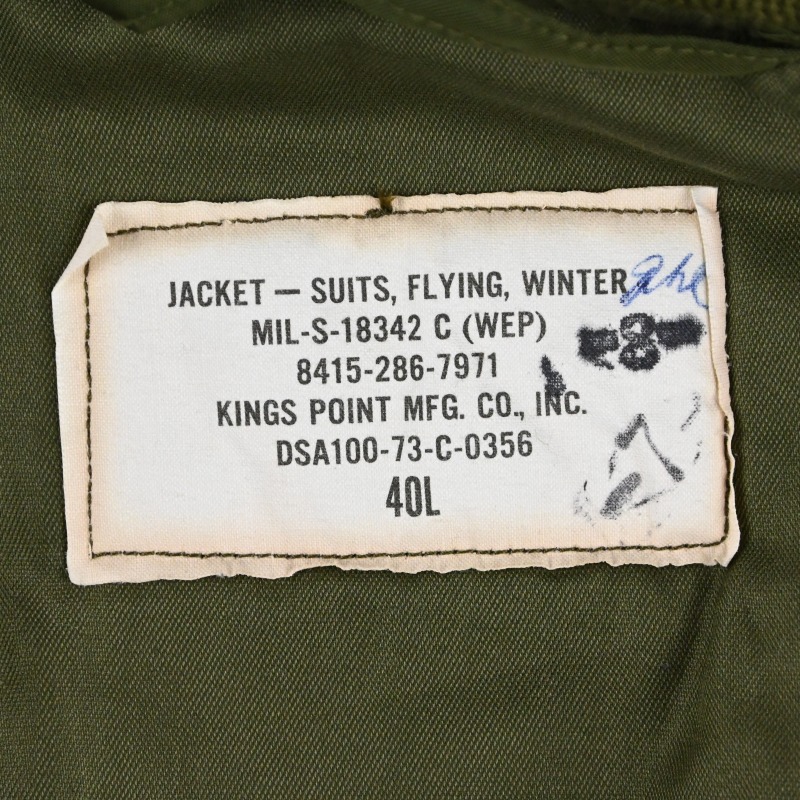 JACKET — SUITS, FLYING, WINTER
MIL-S-18342 C (WEP)
8
8415-286-7971
KINGS POINT MFG. CO., INC.
DSA100-73-C-0356
40L